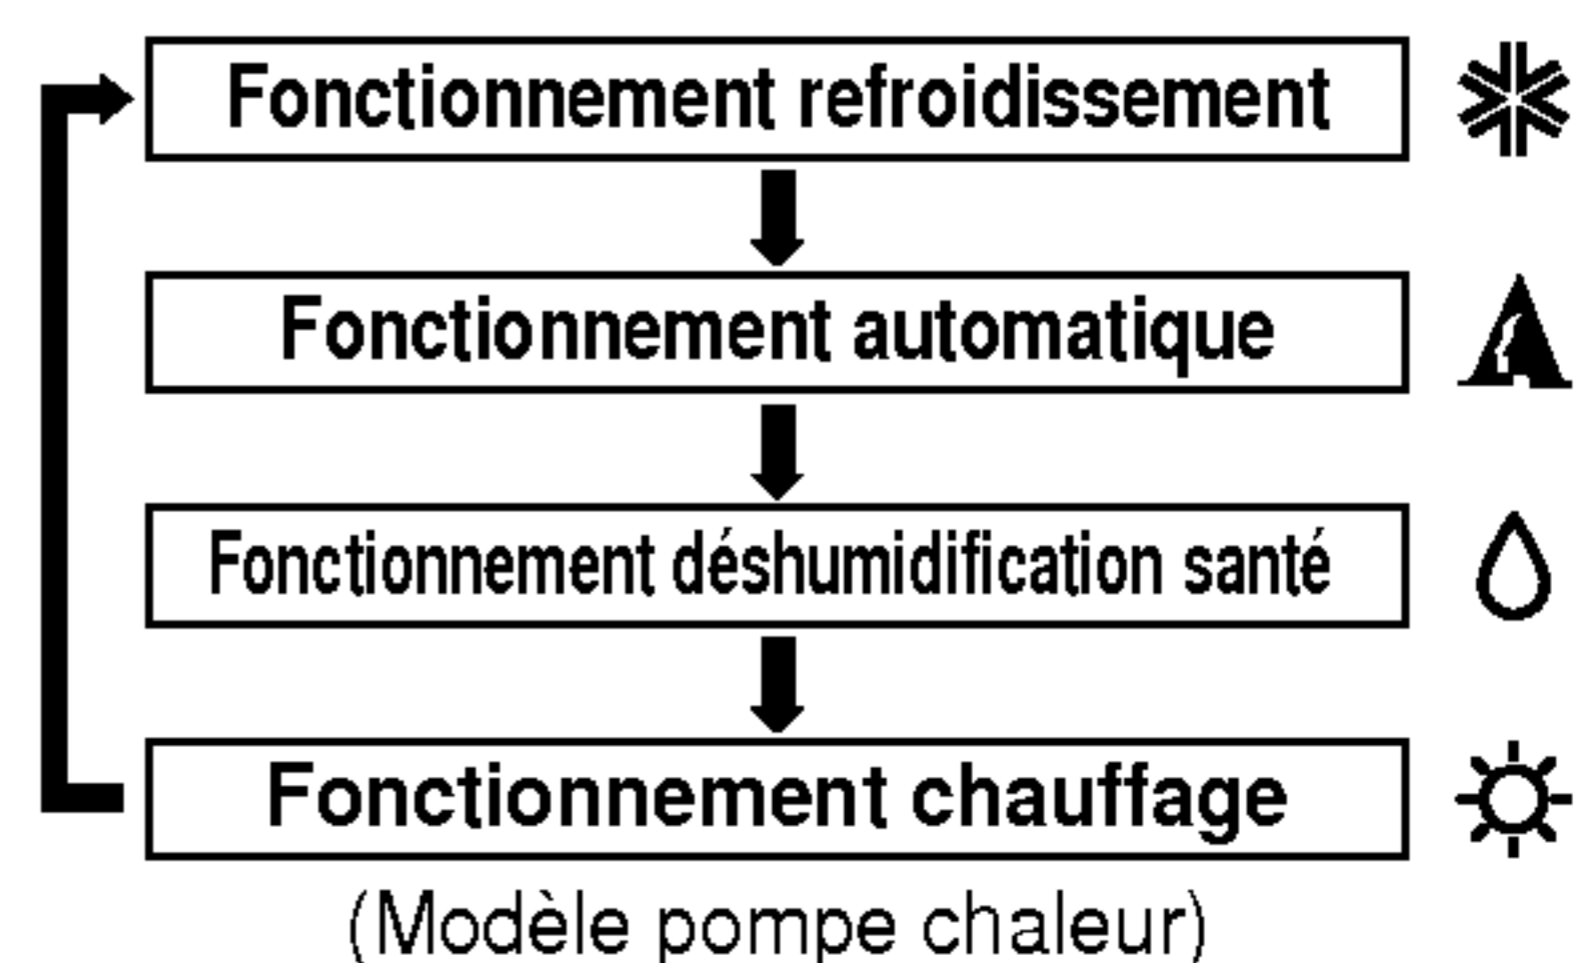 Fonctionnement refroidissement
Fonctionnement automatique
Fonctionnement déshumidification santé
Fonctionnement chauffage
(Modèle pompe chaleur)